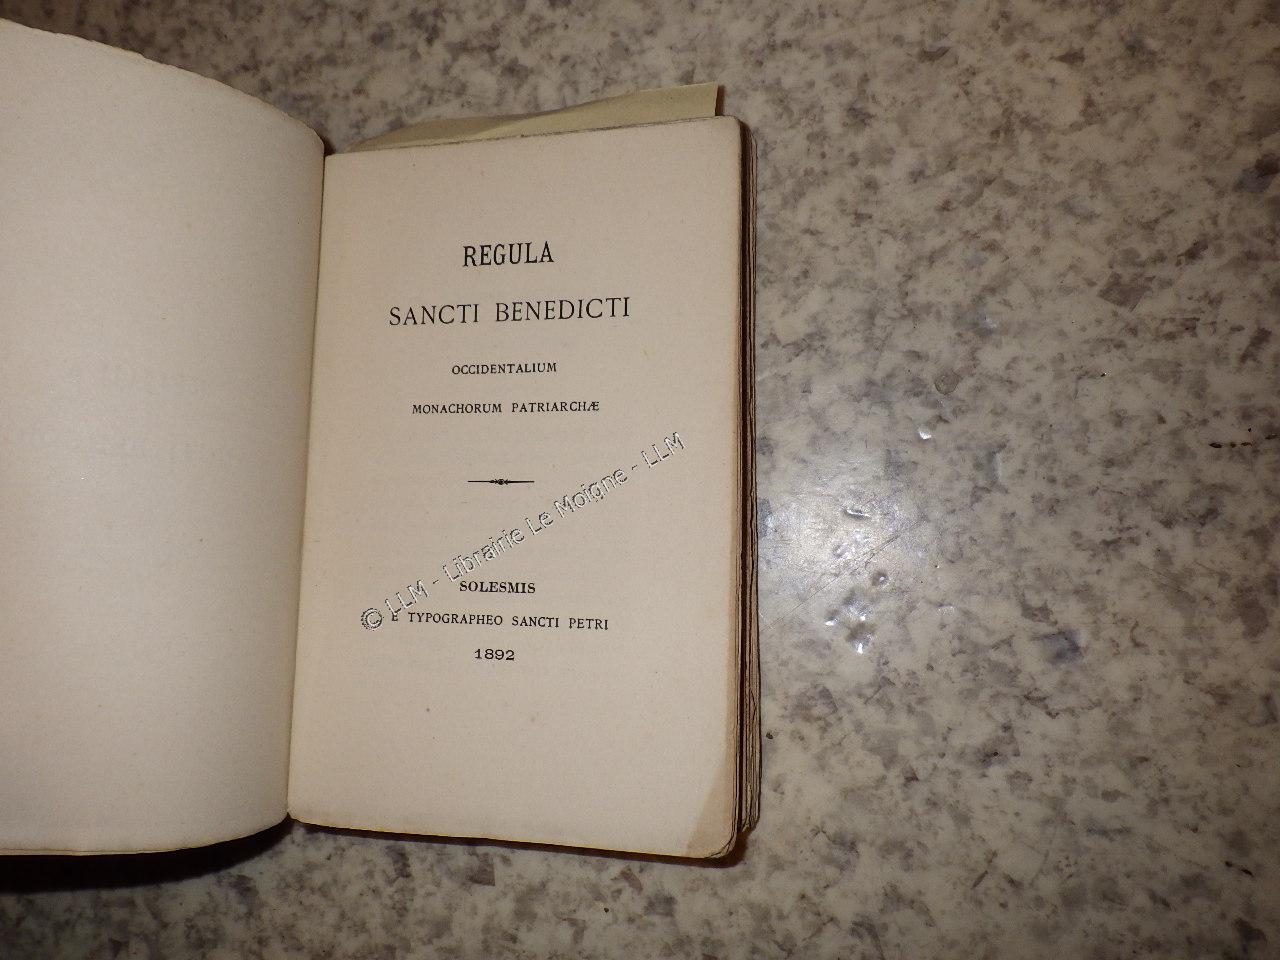 REGULA
SANCTI BENEDICTI
OCCIDENTALIUM
MONACHORUM PATRIARCHÆ
© LLM - Librairie Le Moigne - LLM
SOLESMIS
E TYPOGRAPHEO SANCTI PETRI
1892